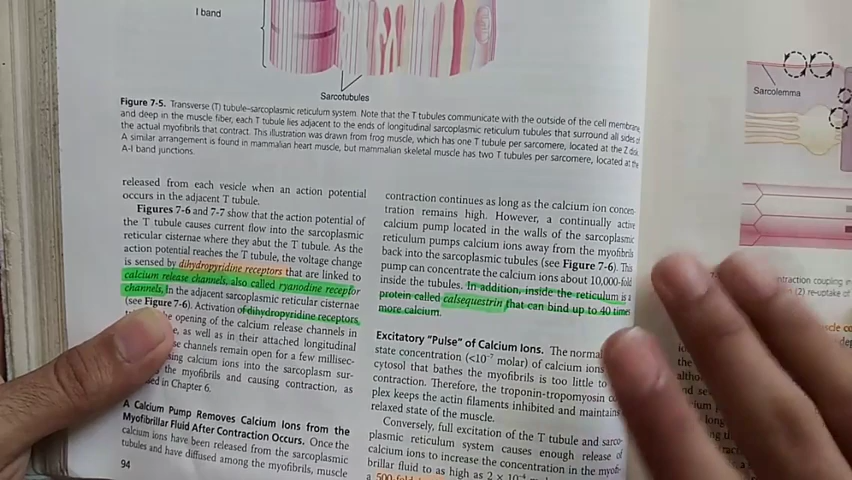 I band
Sarcotubules
Figure 7-5. Transverse (T) tubule–sarcoplasmic reticulum system. Note that the T tubules communicate with the outside of the cell membrane,
and deep in the muscle fiber, each T tubule lies adjacent to the ends of longitudinal sarcoplasmic reticulum tubules that surround all sides of
the actual myofibrils that contract. This illustration was drawn from frog muscle, which has one T tubule per sarcomere, located at the Z disk.
A similar arrangement is found in mammalian heart muscle, but mammalian skeletal muscle has two T tubules per sarcomere, located at the
A-I band junctions.
released from each vesicle when an action potential
occurs in the adjacent T tubule.
Figures 7-6 and 7-7 show that the action potential of
the T tubule causes current flow into the sarcoplasmic
reticular cisternae where they abut the T tubule. As the
action potential reaches the T tubule, the voltage change
is sensed by dihydropyridine receptors that are linked to
calcium release channels, also called ryanodine receptor
channels, in the adjacent sarcoplasmic reticular cisternae
(see Figure 7-6). Activation of dihydropyridine receptors
opening of the calcium release channels in
, as well as in their attached longitudinal
channels remain open for a few millisec-
calcium ions into the sarcoplasm sur-
the myofibrils and causing contraction, as
in Chapter 6.
A Calcium Pump Removes Calcium Ions from the
Myofibrillar Fluid After Contraction Occurs. Once the
calcium ions have been released from the sarcoplasmic
tubules and have diffused among the myofibrils, muscle
94
contraction continues as long as the calcium ion concen-
tration remains high. However, a continually active
calcium pump located in the walls of the sarcoplasmic
reticulum pumps calcium ions away from the myofibrils
back into the sarcoplasmic tubules (see Figure 7-6). This
pump can concentrate the calcium ions about 10,000-fold
inside the tubules. In addition, inside the reticulum is a
protein called calsequestrin that can bind up to 40 times
more calcium.
Excitatory "Pulse" of Calcium Ions. The normal
state concentration (<10⁻⁷ molar) of calcium ions
cytosol that bathes the myofibrils is too little to
contraction. Therefore, the troponin-tropomyosin
plex keeps the actin filaments inhibited and maintains
relaxed state of the muscle.
Conversely, full excitation of the T tubule and sarco-
plasmic reticulum system causes enough release of
calcium ions to increase the concentration in the myofi-
brillar fluid to as high as 2 × 10⁻⁴
a 500-fold
Sarcolemma
coupling in
(2) re-uptake of